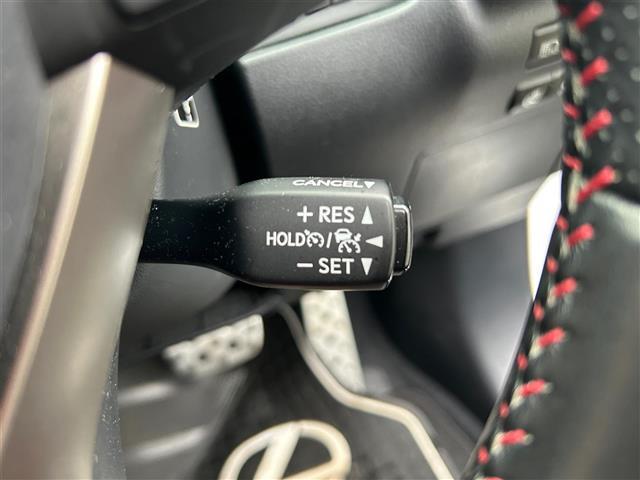 CANCEL▼
+ RES ▲
HOLD / ◀
− SET ▼